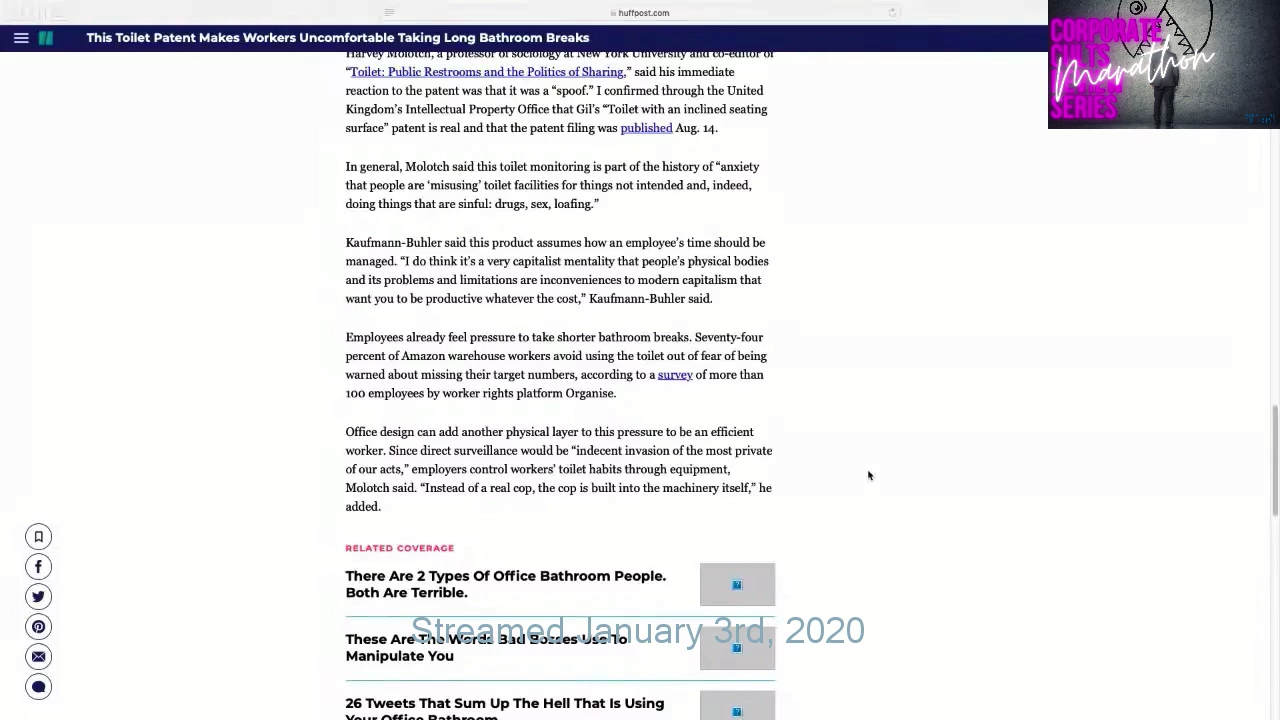 huffpost.com
This Toilet Patent Makes Workers Uncomfortable Taking Long Bathroom Breaks
CORPORATE
CULTS
Marathon
SERIES
Harvey Molotch, a professor of sociology at New York University and co-editor of
“Toilet: Public Restrooms and the Politics of Sharing,” said his immediate
reaction to the patent was that it was a “spoof.” I confirmed through the United
Kingdom’s Intellectual Property Office that Gil’s “Toilet with an inclined seating
surface” patent is real and that the patent filing was published Aug. 14.
In general, Molotch said this toilet monitoring is part of the history of “anxiety
that people are ‘misusing’ toilet facilities for things not intended and, indeed,
doing things that are sinful: drugs, sex, loafing.”
Kaufmann-Buhler said this product assumes how an employee’s time should be
managed. “I do think it’s a very capitalist mentality that people’s physical bodies
and its problems and limitations are inconveniences to modern capitalism that
want you to be productive whatever the cost,” Kaufmann-Buhler said.
Employees already feel pressure to take shorter bathroom breaks. Seventy-four
percent of Amazon warehouse workers avoid using the toilet out of fear of being
warned about missing their target numbers, according to a survey of more than
100 employees by worker rights platform Organise.
Office design can add another physical layer to this pressure to be an efficient
worker. Since direct surveillance would be “indecent invasion of the most private
of our acts,” employers control workers’ toilet habits through equipment,
Molotch said. “Instead of a real cop, the cop is built into the machinery itself,” he
added.
RELATED COVERAGE
There Are 2 Types Of Office Bathroom People.
Both Are Terrible.
Streamed January 3rd, 2020
These Are The Words Bad Bosses Use To
Manipulate You
26 Tweets That Sum Up The Hell That Is Using
Your Office Bathroom